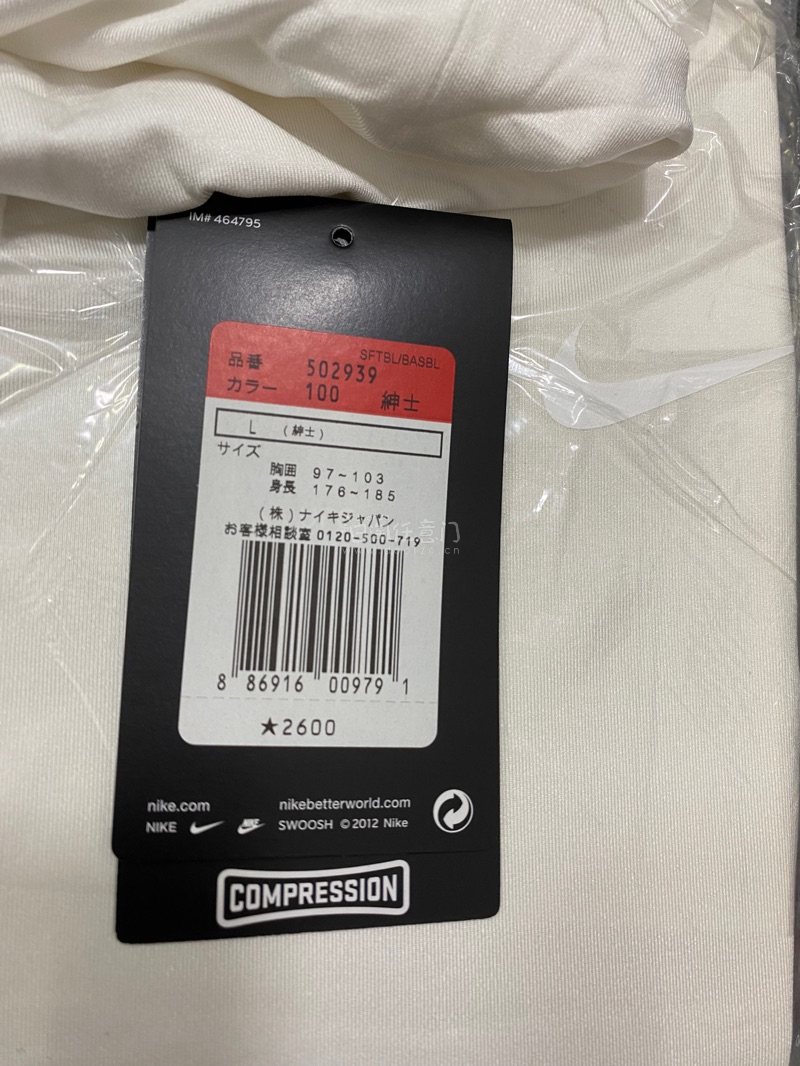 IM# 464795
SFTBL/BASBL
品番 502939
カラー 100 紳士
L (紳士)
サイズ
胸囲 97~103
身長 176~185
(株)ナイキジャパン
お客様相談室 0120-500-719
8 86916 00979 1
★2600
nike.com nikebetterworld.com
NIKE SWOOSH ©2012 Nike
COMPRESSION